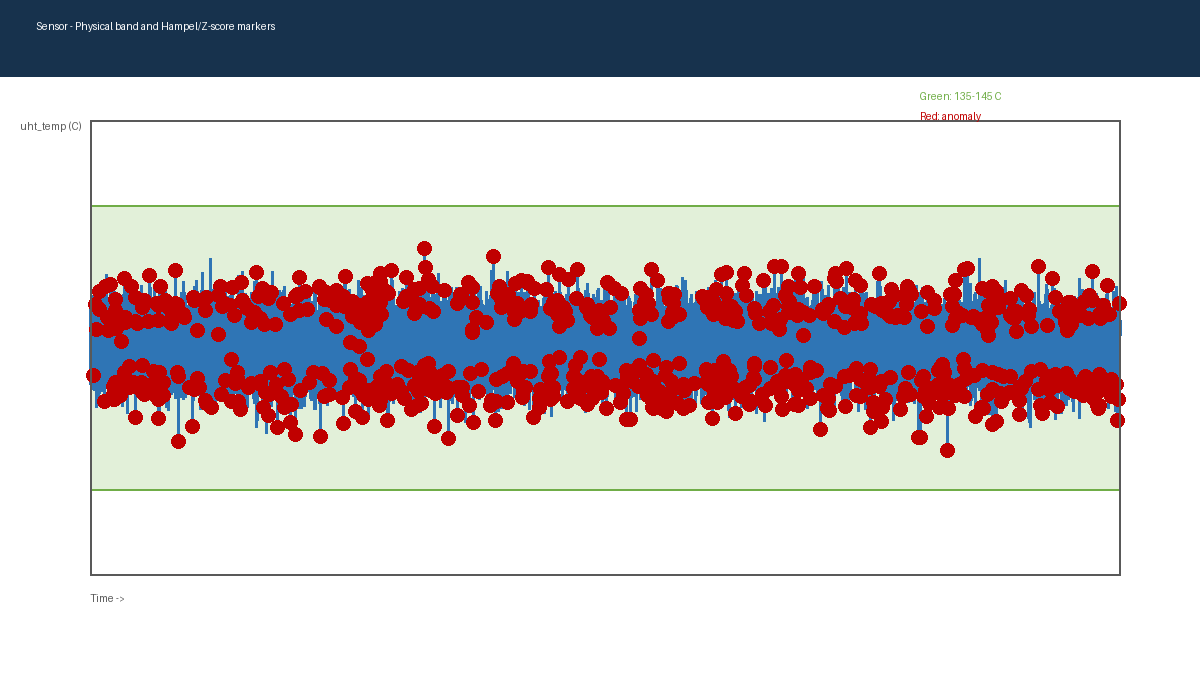 Sensor - Physical band and Hampel/Z-score markers
Green: 135-145 C
Red: anomaly
uht_temp (C)
Time ->